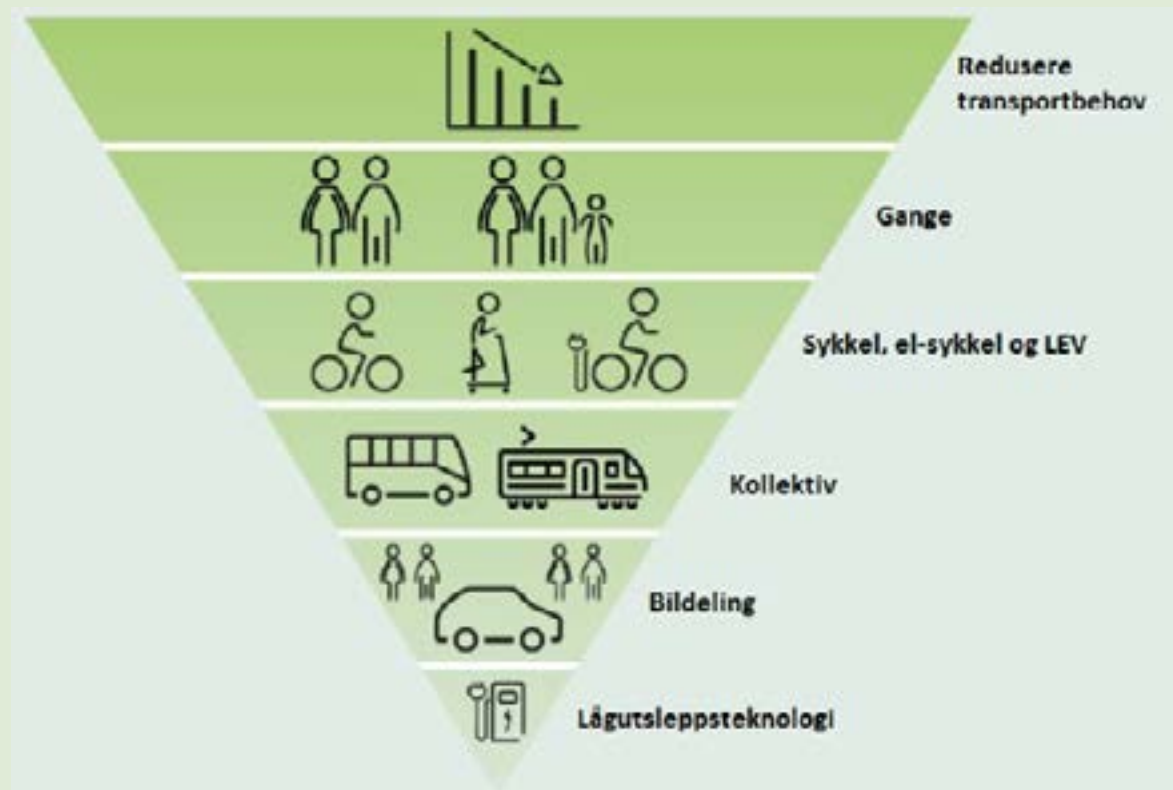 Redusere
transportbehov
Gange
Sykkel, el-sykkel og LEV
Kollektiv
Bildeling
Lågutsleppsteknologi